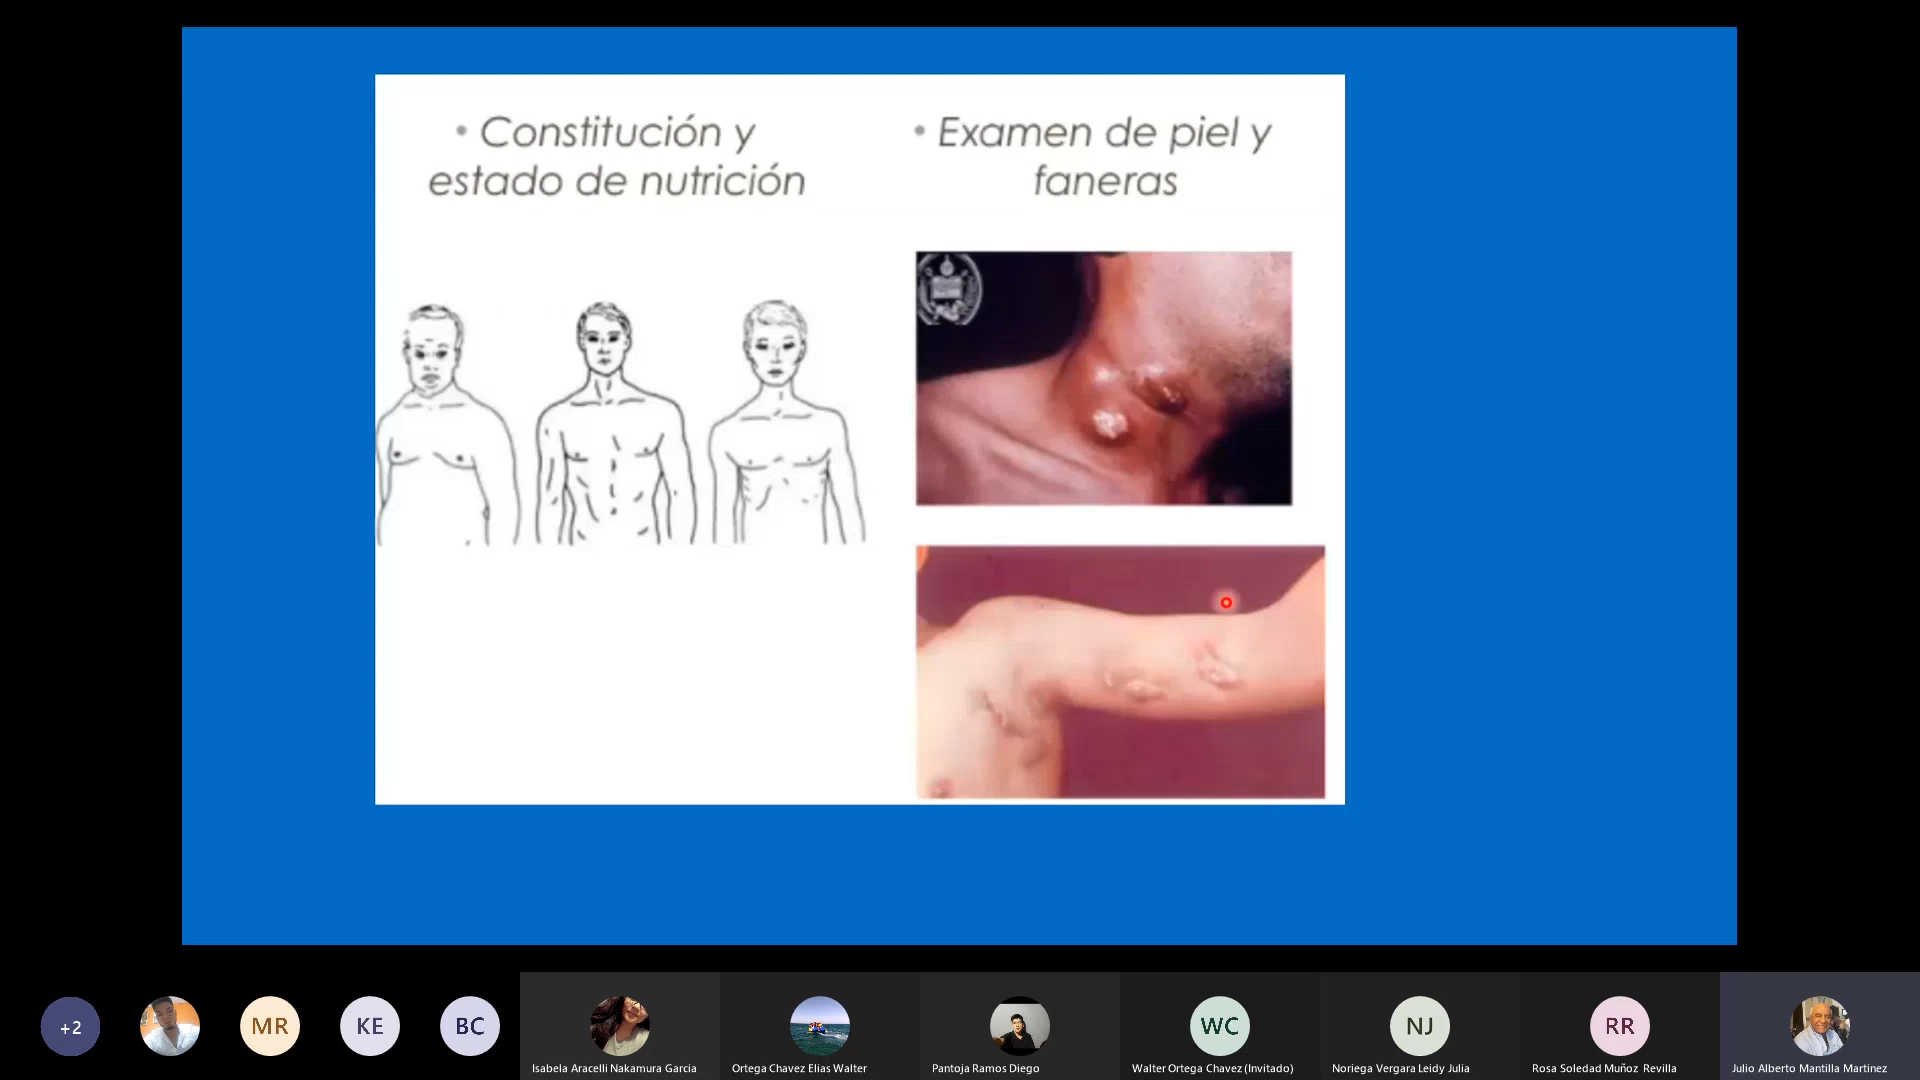 • Constitución y
estado de nutrición
• Examen de piel y
faneras
+2
MR
KE
BC
WC
NJ
RR
Isabela Aracelli Nakamura Garcia
Ortega Chavez Elias Walter
Pantoja Ramos Diego
Walter Ortega Chavez (Invitado)
Noriega Vergara Leidy Julia
Rosa Soledad Muñoz Revilla
Julio Alberto Mantilla Martinez